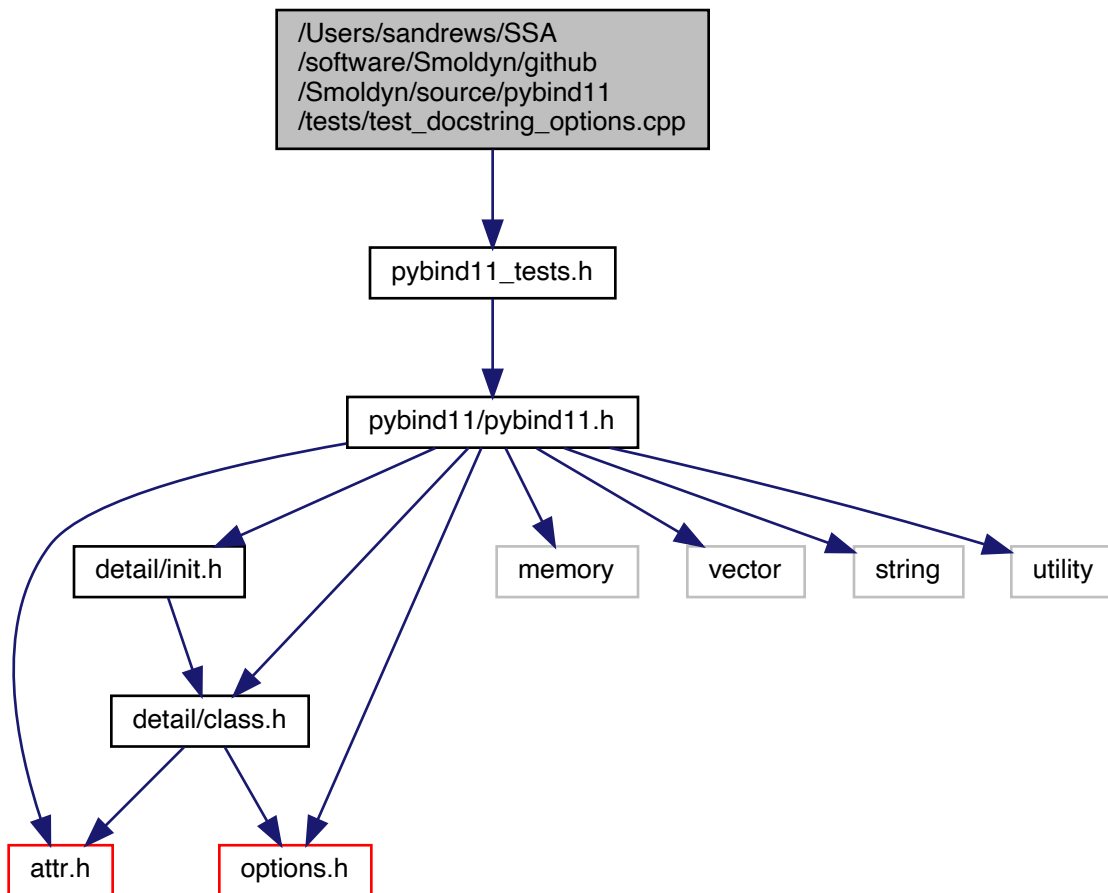 /Users/sandrews/SSA
/software/Smoldyn/github
/Smoldyn/source/pybind11
/tests/test_docstring_options.cpp
pybind11_tests.h
pybind11/pybind11.h
detail/init.h
memory
vector
string
utility
detail/class.h
attr.h
options.h